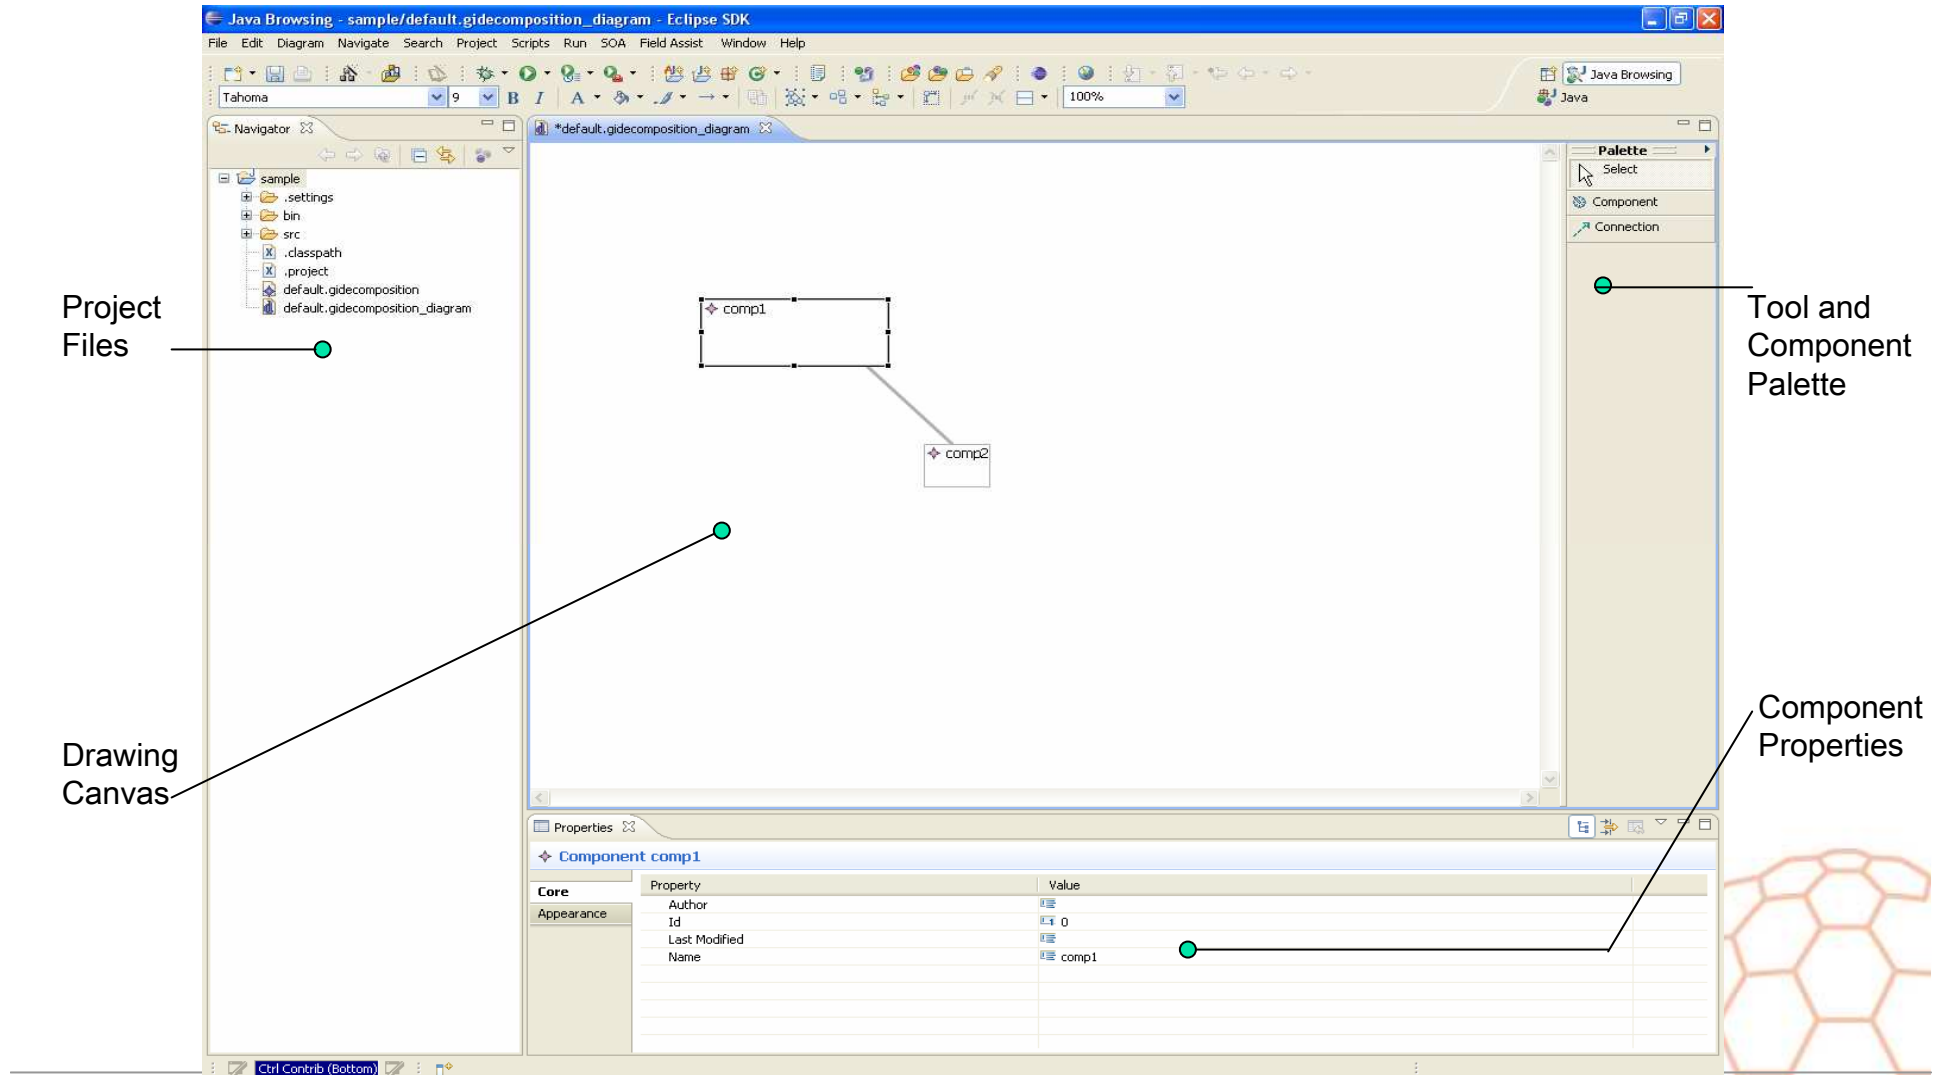 Java Browsing - sample/default.gidecomposition_diagram - Eclipse SDK
File Edit Diagram Navigate Search Project Scripts Run SOA Field Assist Window Help
Java Browsing
Tahoma 9 B I A 100%
Java
Navigator
*default.gidecomposition_diagram
Palette
Select
Component
Connection
sample
.settings
bin
src
.classpath
.project
default.gidecomposition
default.gidecomposition_diagram
Project
Files
comp1
comp2
Tool and
Component
Palette
Drawing
Canvas
Component
Properties
Properties
Component comp1
Core
Appearance
Property Value
Author
Id 0
Last Modified
Name comp1
Ctrl Contrib (Bottom)